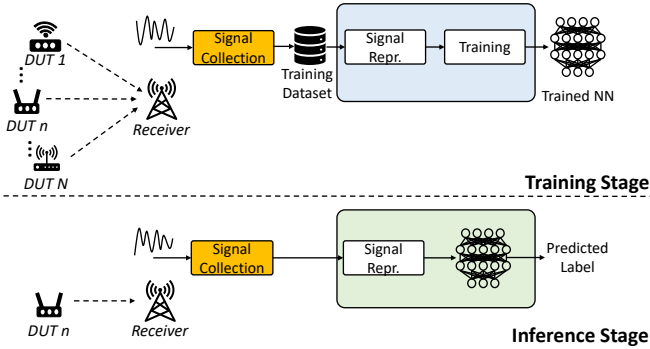 DUT 1
DUT n
DUT N
Receiver
Signal
Collection
Training
Dataset
Signal
Repr.
Training
Trained NN
Training Stage
DUT n
Receiver
Signal
Collection
Signal
Repr.
Predicted
Label
Inference Stage